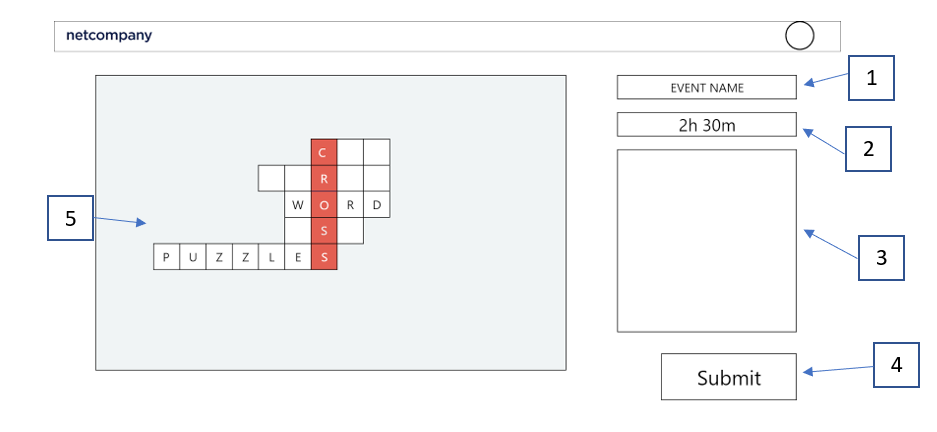 netcompany
EVENT NAME
1
2h 30m
2
C
R
W O R D
5
S
P U Z Z L E S
3
Submit
4